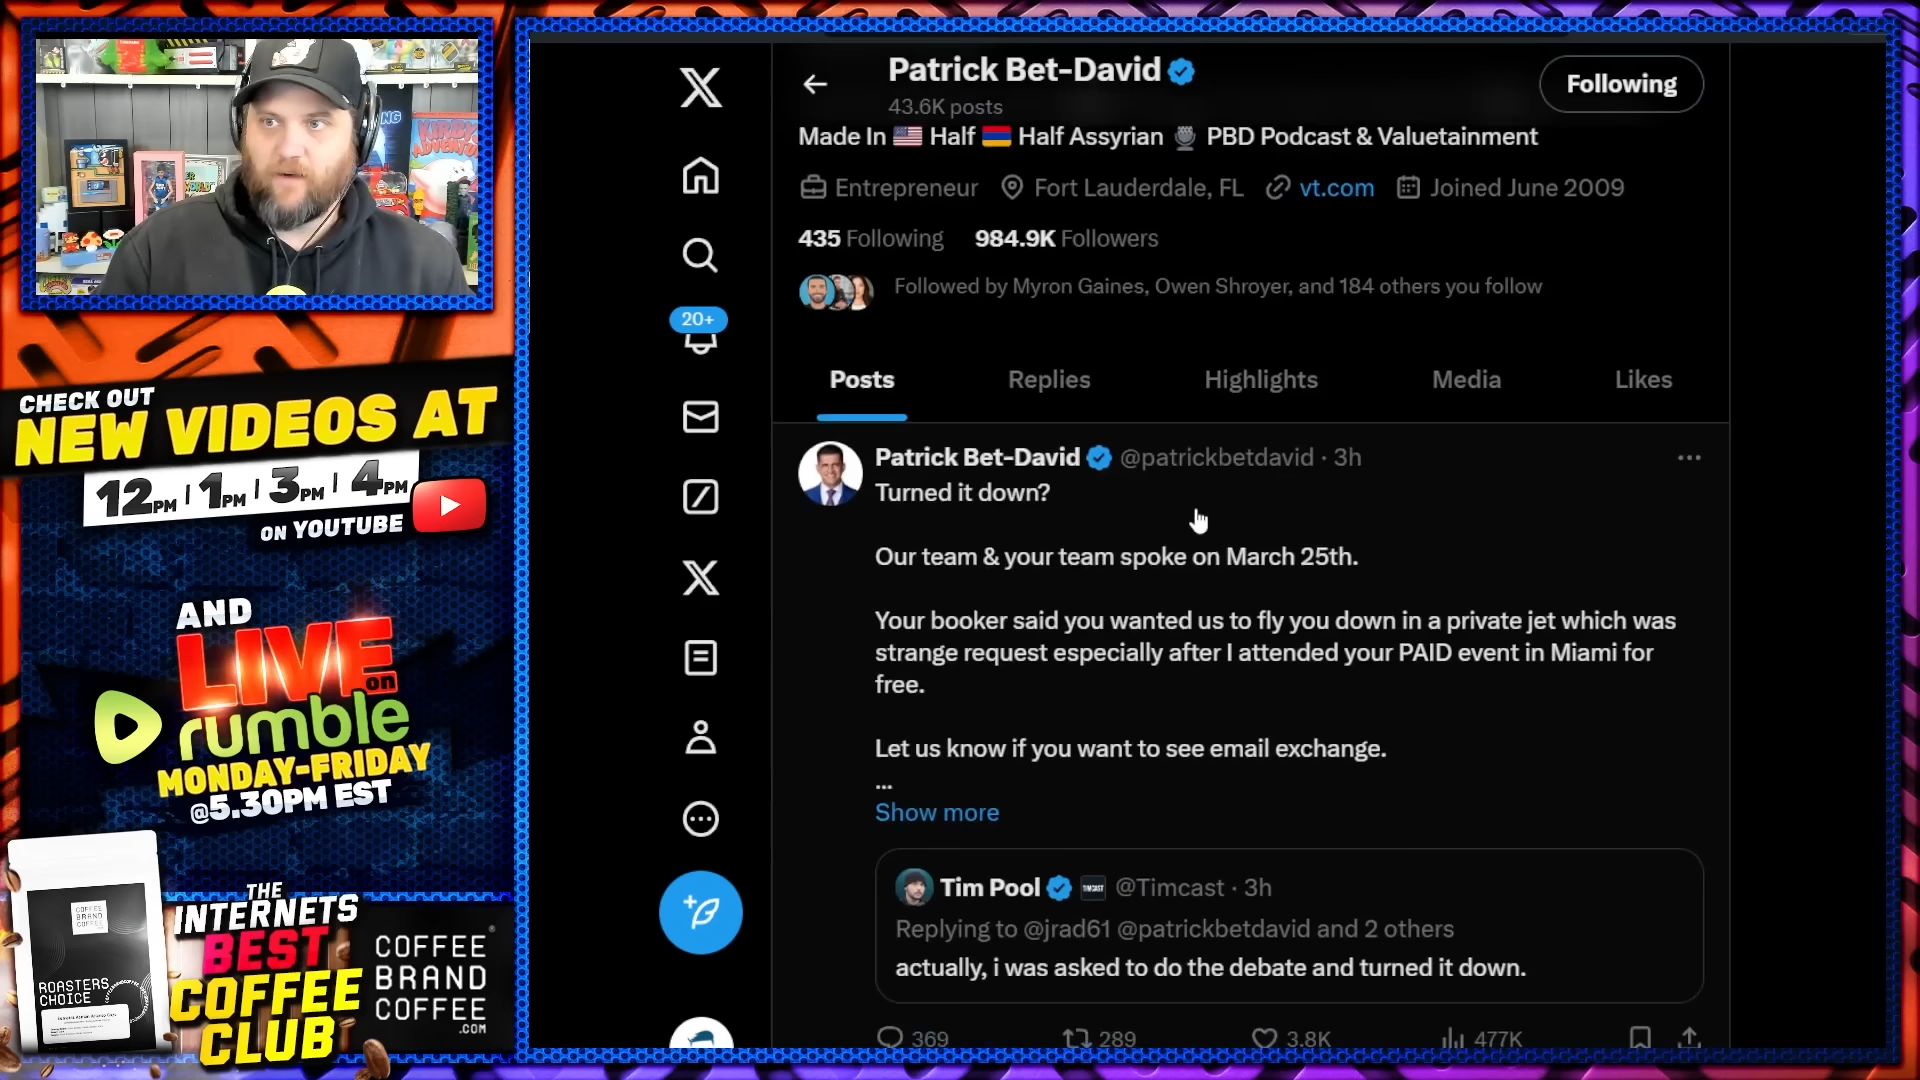 Patrick Bet-David
43.6K posts
Following
Made In 🇺🇸 Half 🇦🇲 Half Assyrian 🎙 PBD Podcast & Valuetainment
Entrepreneur Fort Lauderdale, FL vt.com Joined June 2009
435 Following 984.9K Followers
Followed by Myron Gaines, Owen Shroyer, and 184 others you follow
20+
Posts Replies Highlights Media Likes
Patrick Bet-David @patrickbetdavid · 3h
Turned it down?
Our team & your team spoke on March 25th.
Your booker said you wanted us to fly you down in a private jet which was
strange request especially after I attended your PAID event in Miami for
free.
Let us know if you want to see email exchange.
...
Show more
Tim Pool TIMCAST @Timcast · 3h
Replying to @jrad61 @patrickbetdavid and 2 others
actually, i was asked to do the debate and turned it down.
369 289 3.8K 477K
KIRBY'S
ADVENTURE
CHECK OUT
NEW VIDEOS AT
12PM | 1PM | 3PM | 4PM
ON YOUTUBE
AND
LIVE
on
rumble
MONDAY-FRIDAY
@5.30PM EST
THE
INTERNETS
BEST
COFFEE
CLUB
COFFEE
BRAND
COFFEE
.COM
COFFEE
BRAND
COFFEE
ROASTERS
CHOICE